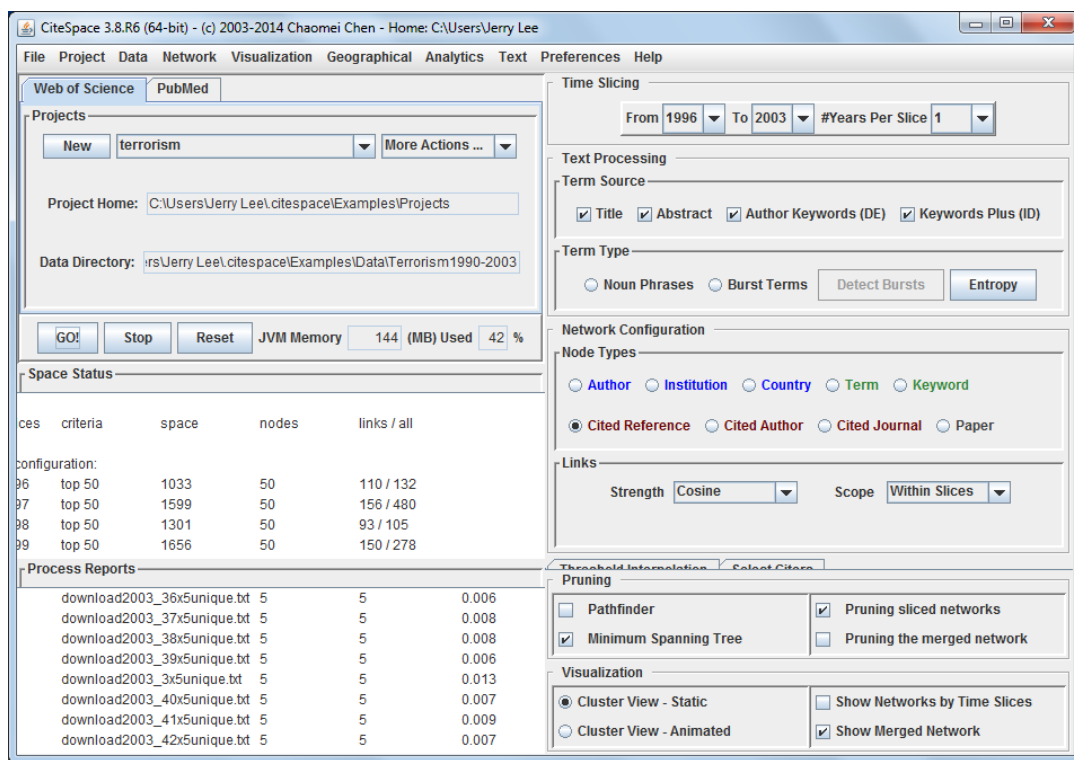 CiteSpace 3.8.R6 (64-bit) - (c) 2003-2014 Chaomei Chen - Home: C:\Users\Jerry Lee
File Project Data Network Visualization Geographical Analytics Text Preferences Help
Web of Science PubMed
Projects
New terrorism More Actions ...
Project Home: C:\Users\Jerry Lee\.citespace\Examples\Projects
Data Directory: rs\Jerry Lee\.citespace\Examples\Data\Terrorism1990-2003
GO! Stop Reset JVM Memory 144 (MB) Used 42 %
Space Status
ces criteria space nodes links / all
configuration:
96 top 50 1033 50 110 / 132
97 top 50 1599 50 156 / 480
98 top 50 1301 50 93 / 105
99 top 50 1656 50 150 / 278
Process Reports
download2003_36x5unique.txt 5 5 0.006
download2003_37x5unique.txt 5 5 0.008
download2003_38x5unique.txt 5 5 0.008
download2003_39x5unique.txt 5 5 0.006
download2003_3x5unique.txt 5 5 0.013
download2003_40x5unique.txt 5 5 0.007
download2003_41x5unique.txt 5 5 0.009
download2003_42x5unique.txt 5 5 0.007
Time Slicing
From 1996 To 2003 #Years Per Slice 1
Text Processing
Term Source
Title Abstract Author Keywords (DE) Keywords Plus (ID)
Term Type
Noun Phrases Burst Terms Detect Bursts Entropy
Network Configuration
Node Types
Author Institution Country Term Keyword
Cited Reference Cited Author Cited Journal Paper
Links
Strength Cosine Scope Within Slices
Threshold Interpolation Select Citers
Pruning
Pathfinder Pruning sliced networks
Minimum Spanning Tree Pruning the merged network
Visualization
Cluster View - Static Show Networks by Time Slices
Cluster View - Animated Show Merged Network